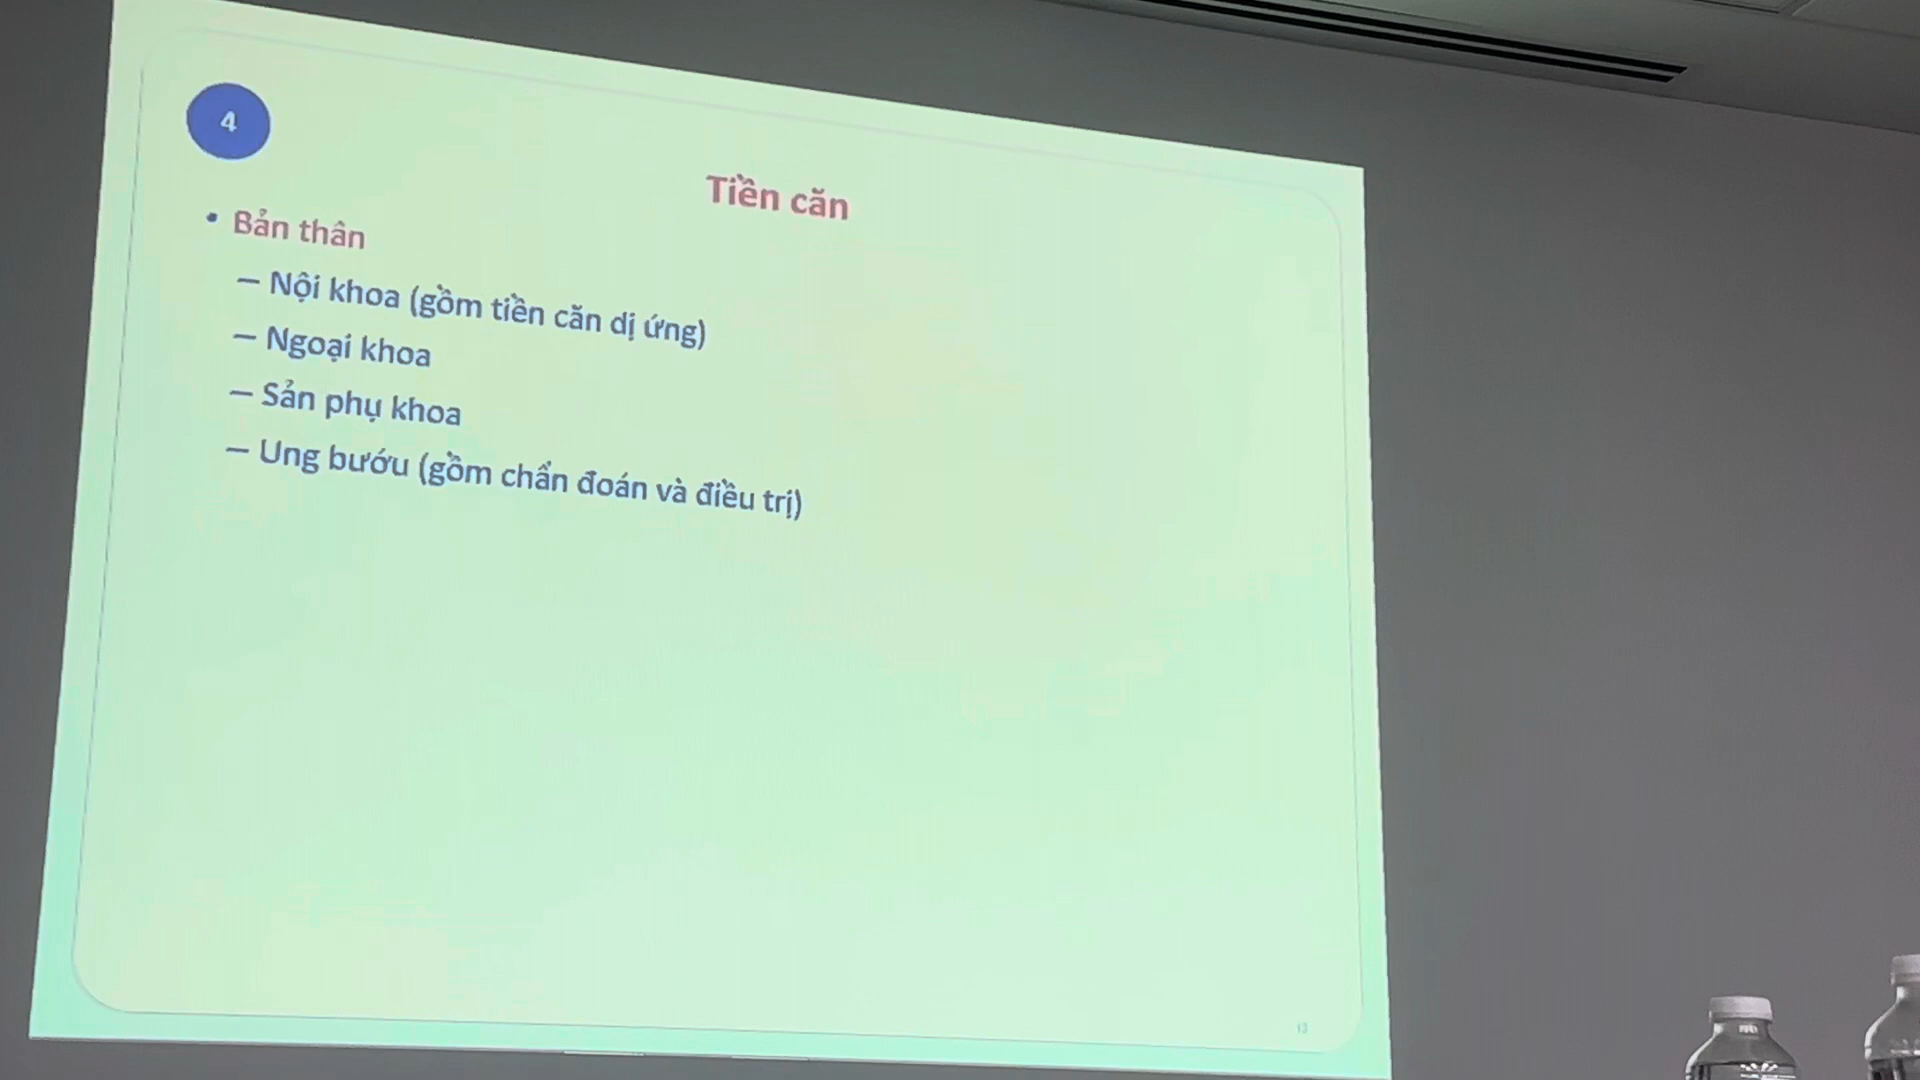 4
Tiền căn
• Bản thân
– Nội khoa (gồm tiền căn dị ứng)
– Ngoại khoa
– Sản phụ khoa
– Ung bướu (gồm chẩn đoán và điều trị)
13